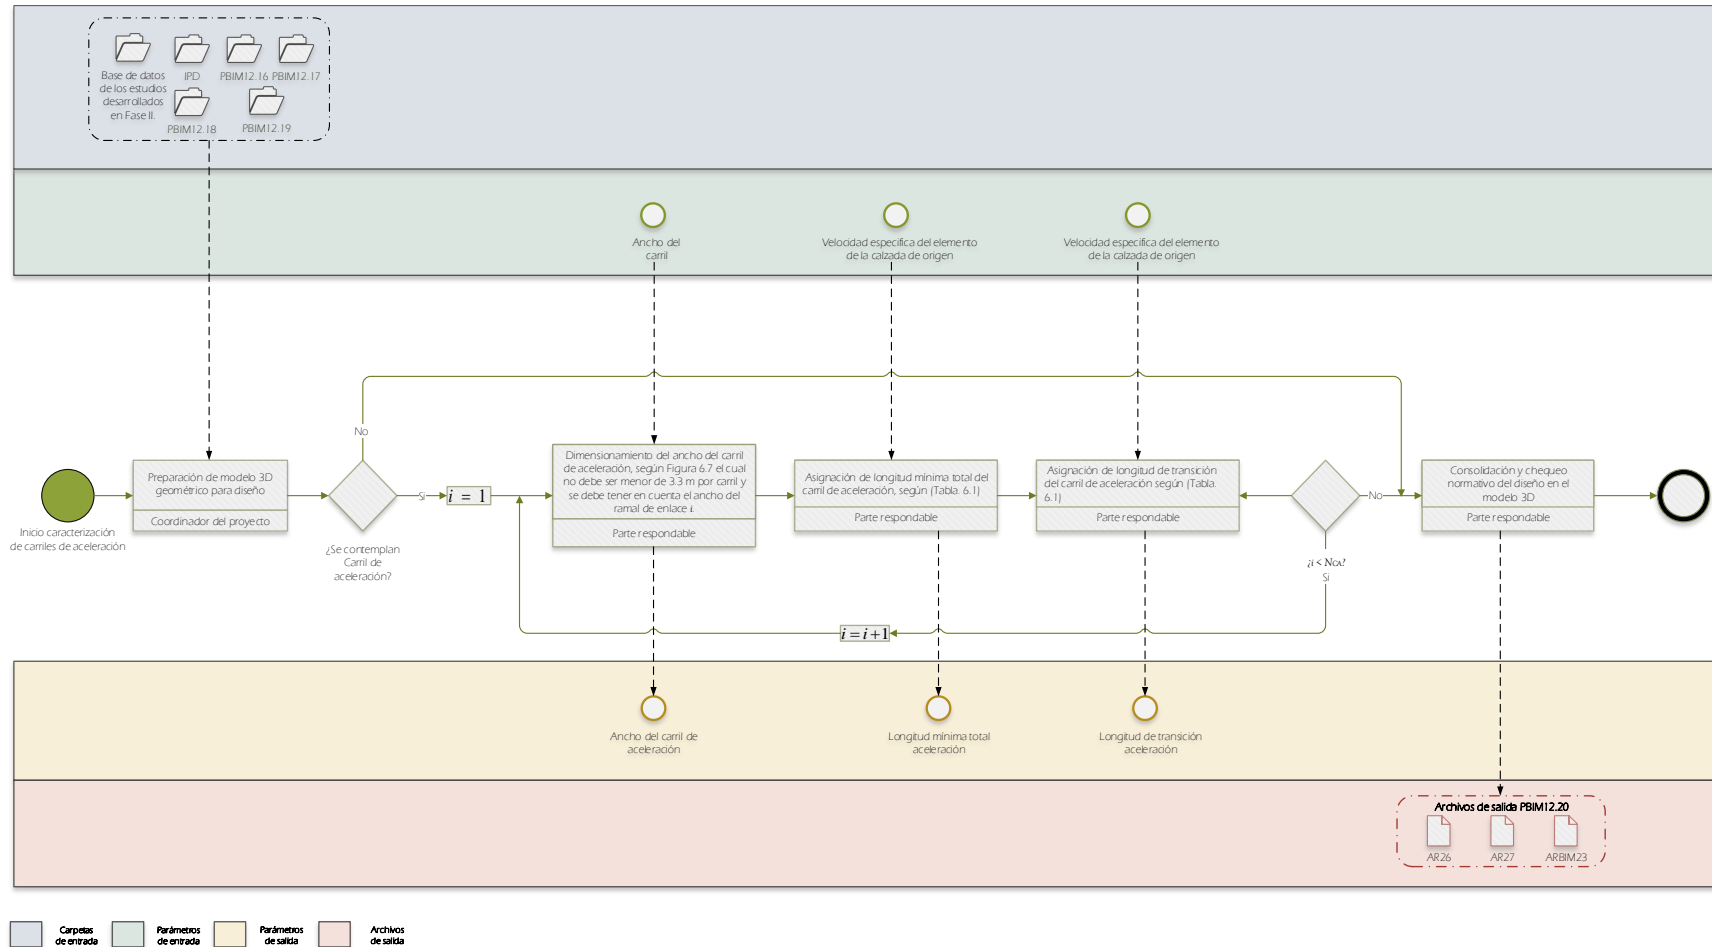 Base de datos
de los estudios
desarrollados
en Fase II.
IPD
PBIM12.16
PBIM12.17
PBIM12.18
PBIM12.19
Ancho del
carril
Velocidad específica del elemento
de la calzada de origen
Velocidad específica del elemento
de la calzada de origen
Inicio caracterización
de carriles de aceleración
Preparación de modelo 3D
geométrico para diseño
Coordinador del proyecto
No
¿Se contemplan
Carril de
aceleración?
Si
i = 1
Dimensionamiento del ancho del carril
de aceleración, según Figura 6.7 el cual
no debe ser menor de 3.3 m por carril y
se debe tener en cuenta el ancho del
ramal de enlace i.
Parte respondable
Asignación de longitud mínima total del
carril de aceleración, según (Tabla. 6.1)
Parte respondable
Asignación de longitud de transición
del carril de aceleración según (Tabla.
6.1)
Parte respondable
No
¿i < NCA?
Si
i = i + 1
Consolidación y chequeo
normativo del diseño en el
modelo 3D
Parte respondable
Ancho del carril de
aceleración
Longitud mínima total
aceleración
Longitud de transición
aceleración
Archivos de salida PBIM12.20
AR26
AR27
ARBIM23
Carpetas
de entrada
Parámetros
de entrada
Parámetros
de salida
Archivos
de salida